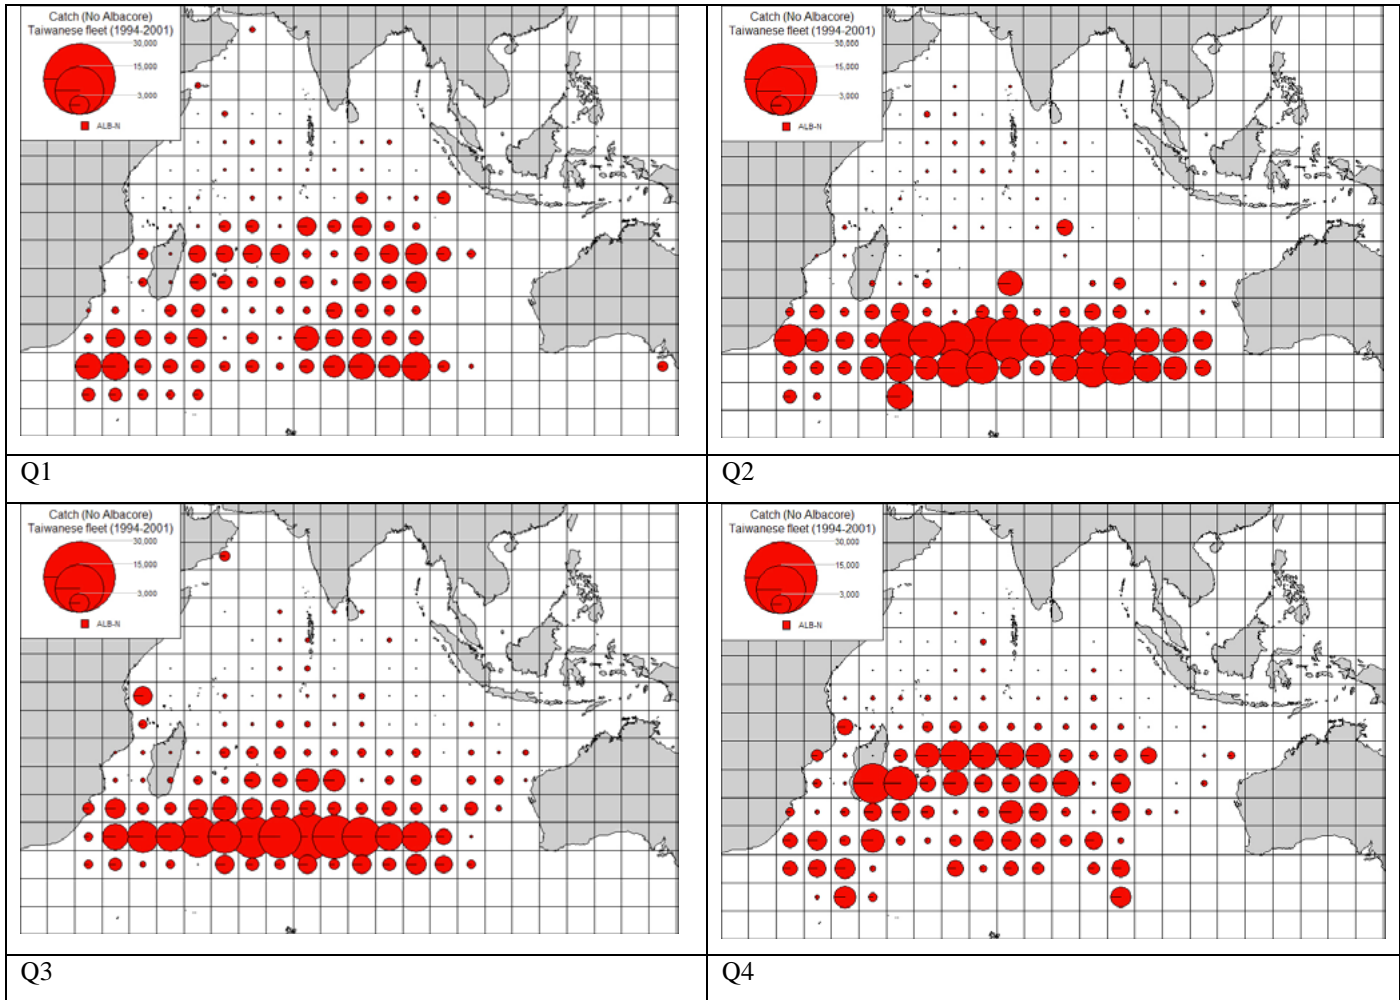 Catch (No Albacore)
Taiwanese fleet (1994-2001)
30,000
15,000
3,000
ALB-N
Catch (No Albacore)
Taiwanese fleet (1994-2001)
30,000
15,000
3,000
ALB-N
Q1
Q2
Catch (No Albacore)
Taiwanese fleet (1994-2001)
30,000
15,000
3,000
ALB-N
Catch (No Albacore)
Taiwanese fleet (1994-2001)
30,000
15,000
3,000
ALB-N
Q3
Q4